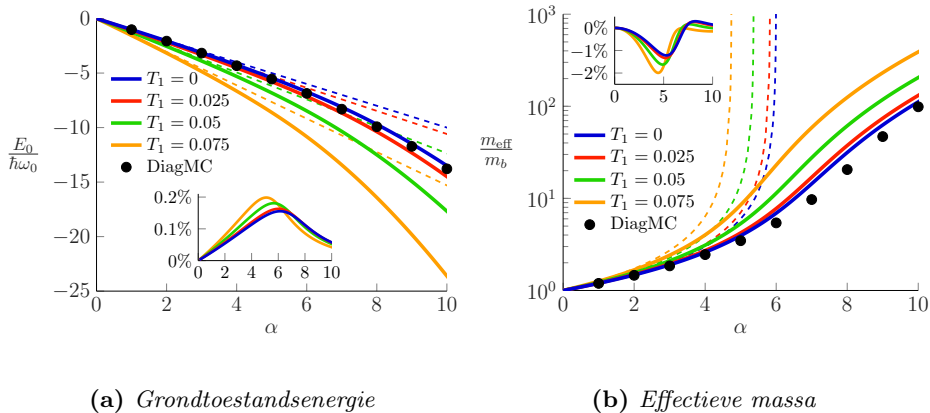 0
−5
−10
−15
−20
−25
E₀/ħω₀
T₁ = 0
T₁ = 0.025
T₁ = 0.05
T₁ = 0.075
DiagMC
0.2%
0.1%
0%
0 2 4 6 8 10
0 2 4 6 8 10
α
(a) Grondtoestandsenergie
10³
10²
10¹
10⁰
m_eff/m_b
0%
−1%
−2%
0 5 10
T₁ = 0
T₁ = 0.025
T₁ = 0.05
T₁ = 0.075
DiagMC
0 2 4 6 8 10
α
(b) Effectieve massa